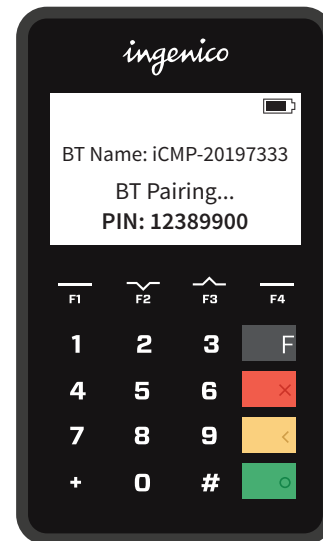 ingenico
BT Name: iCMP-20197333
BT Pairing...
PIN: 12389900
F1 F2 F3 F4
1 2 3 F
4 5 6 ×
7 8 9 <
+ 0 # O